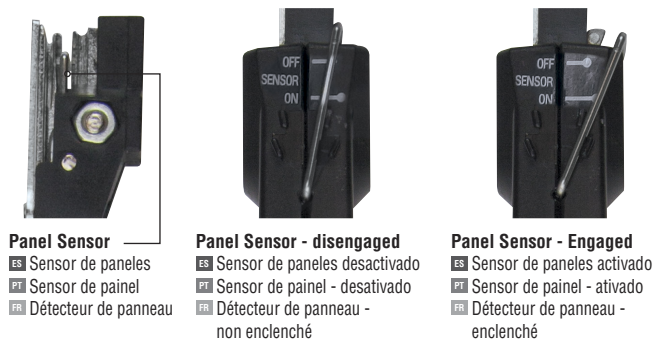 OFF
SENSOR
ON
OFF
SENSOR
ON
Panel Sensor
ES Sensor de paneles
PT Sensor de painel
FR Détecteur de panneau
Panel Sensor - disengaged
ES Sensor de paneles desactivado
PT Sensor de painel - desativado
FR Détecteur de panneau -
non enclenché
Panel Sensor - Engaged
ES Sensor de paneles activado
PT Sensor de painel - ativado
FR Détecteur de panneau -
enclenché